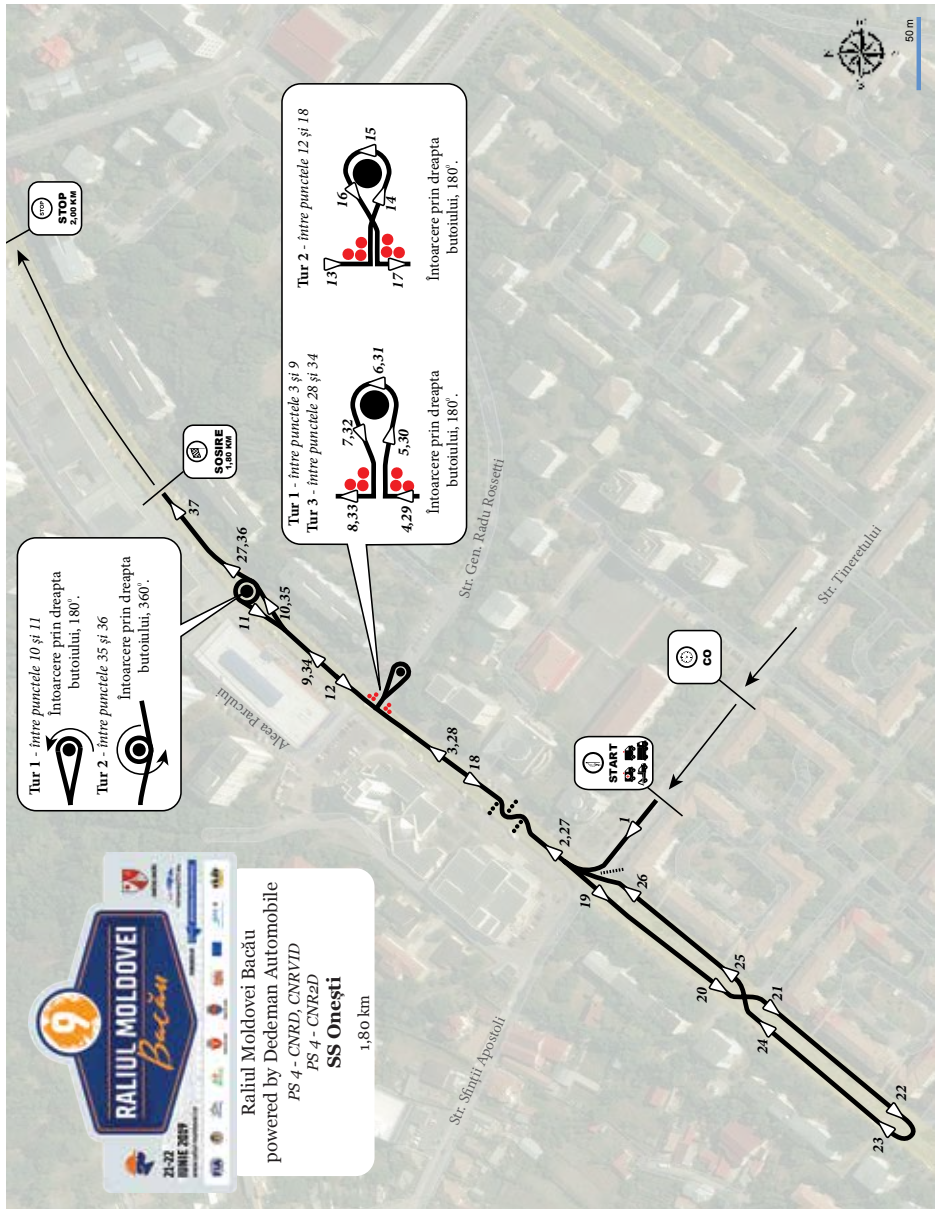 9
RALIUL MOLDOVEI
Bacău
21-22
IUNIE 2019
FIA
Raliul Moldovei Bacău
powered by Dedeman Automobile
PS 4 - CNRD, CNRVID
PS 4 - CNR2D
SS Onești
1,80 km
Tur 1 - între punctele 10 și 11
Întoarcere prin dreapta
butoiului, 180°.
Tur 2 - între punctele 35 și 36
Întoarcere prin dreapta
butoiului, 360°.
Tur 1 - între punctele 3 și 9
Tur 3 - între punctele 28 și 34
8,33
7,32
6,31
5,30
4,29
Întoarcere prin dreapta
butoiului, 180°.
Tur 2 - între punctele 12 și 18
13
16
15
14
17
Întoarcere prin dreapta
butoiului, 180°.
STOP
STOP
2,00 KM
SOSIRE
1,80 KM
37
27,36
11
10,35
9,34
12
3,28
18
2,27
19
1
26
20
25
21
24
22
23
START
CO
Aleea Parcului
Str. Gen. Radu Rossetti
Str. Tineretului
Str. Sfinții Apostoli
N
50 m